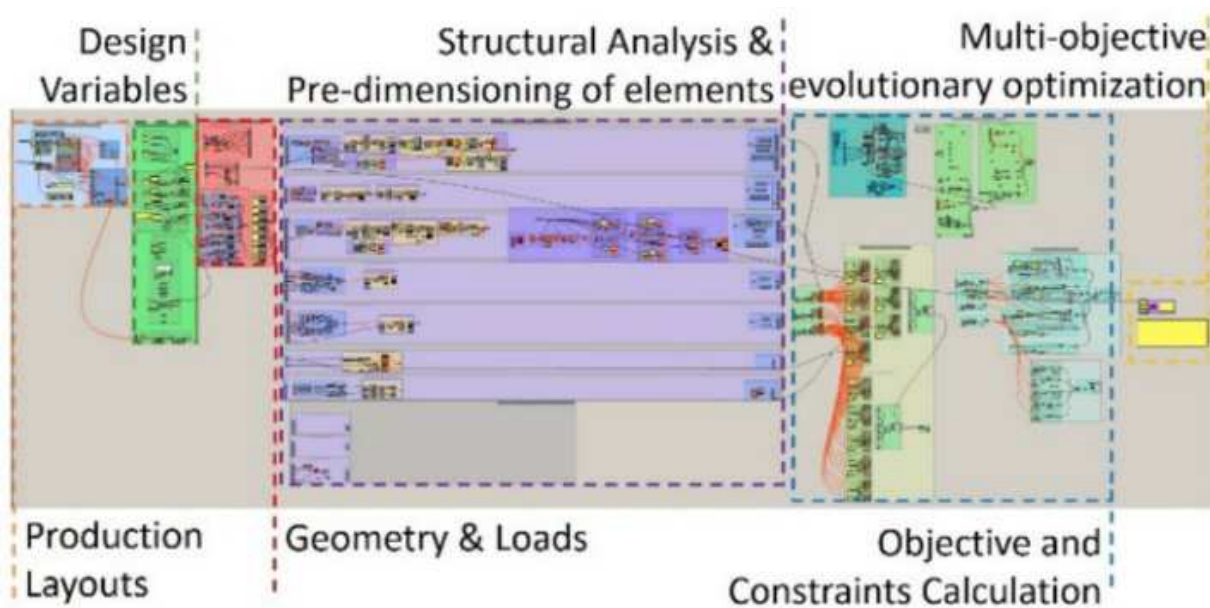 Design
Variables
Structural Analysis &
Pre-dimensioning of elements
Multi-objective
evolutionary optimization
Production
Layouts
Geometry & Loads
Objective and
Constraints Calculation